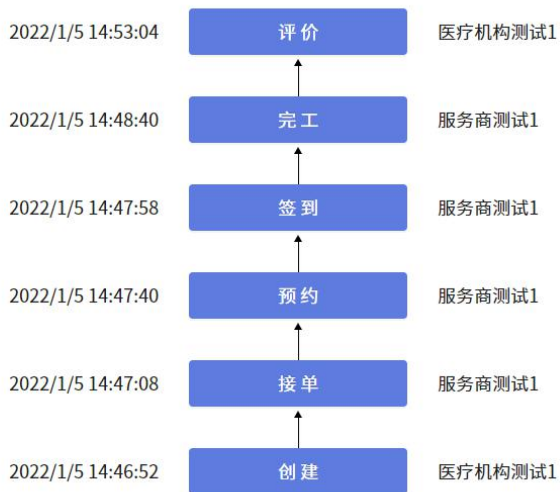 2022/1/5 14:53:04 评价 医疗机构测试1
2022/1/5 14:48:40 完工 服务商测试1
2022/1/5 14:47:58 签到 服务商测试1
2022/1/5 14:47:40 预约 服务商测试1
2022/1/5 14:47:08 接单 服务商测试1
2022/1/5 14:46:52 创建 医疗机构测试1